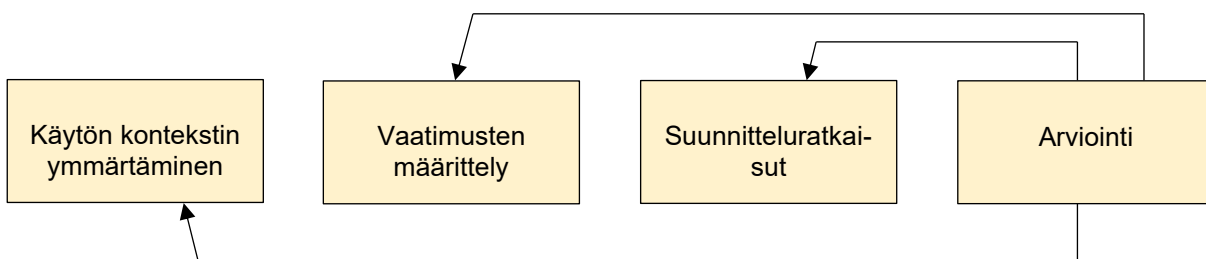 Käytön kontekstin
ymmärtäminen
Vaatimusten
määrittely
Suunnitteluratkai-
sut
Arviointi